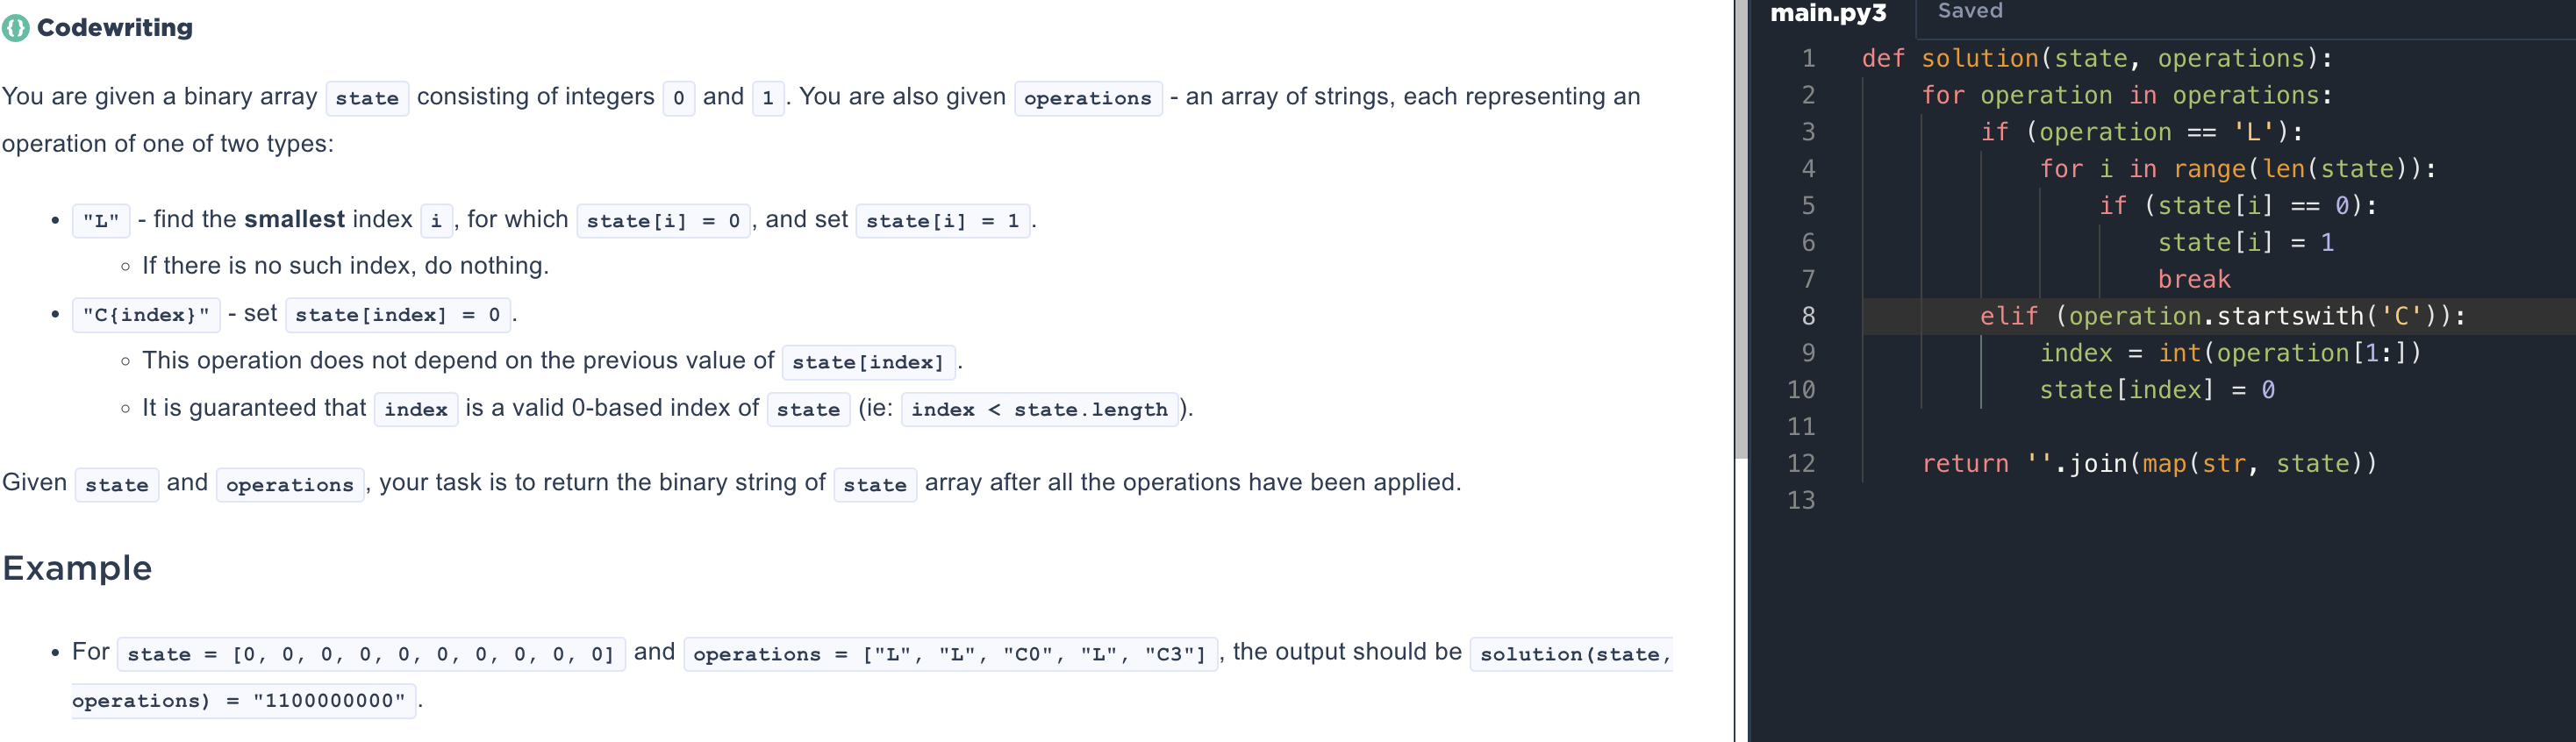 {} Codewriting
You are given a binary array state consisting of integers 0 and 1. You are also given operations - an array of strings, each representing an
operation of one of two types:
• "L" - find the smallest index i, for which state[i] = 0, and set state[i] = 1.
◦ If there is no such index, do nothing.
• "C{index}" - set state[index] = 0.
◦ This operation does not depend on the previous value of state[index].
◦ It is guaranteed that index is a valid 0-based index of state (ie: index < state.length).
Given state and operations, your task is to return the binary string of state array after all the operations have been applied.
Example
• For state = [0, 0, 0, 0, 0, 0, 0, 0, 0, 0] and operations = ["L", "L", "C0", "L", "C3"], the output should be solution(state,
operations) = "1100000000".
main.py3 Saved
1 def solution(state, operations):
2 for operation in operations:
3 if (operation == 'L'):
4 for i in range(len(state)):
5 if (state[i] == 0):
6 state[i] = 1
7 break
8 elif (operation.startswith('C')):
9 index = int(operation[1:])
10 state[index] = 0
11
12 return ''.join(map(str, state))
13